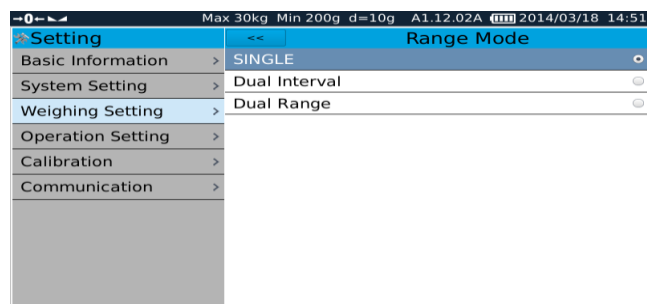 →0← Max 30kg Min 200g d=10g A1.12.02A 2014/03/18 14:51
Setting
<< Range Mode
Basic Information >
SINGLE
System Setting >
Dual Interval
Weighing Setting >
Dual Range
Operation Setting >
Calibration >
Communication >